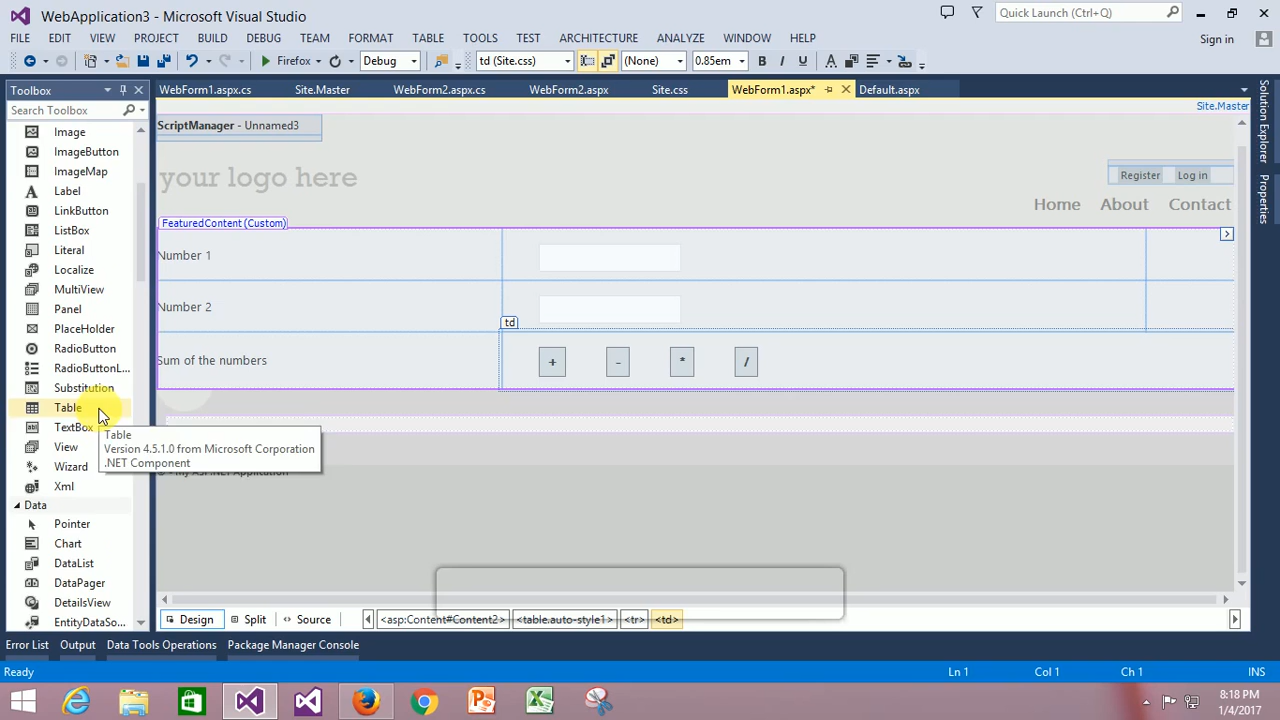 WebApplication3 - Microsoft Visual Studio
Quick Launch (Ctrl+Q)
FILE EDIT VIEW PROJECT BUILD DEBUG TEAM FORMAT TABLE TOOLS TEST ARCHITECTURE ANALYZE WINDOW HELP
Sign in
Firefox Debug td (Site.css) (None) 0.85em B I U A
Toolbox
Search Toolbox
Image
ImageButton
ImageMap
Label
LinkButton
ListBox
Literal
Localize
MultiView
Panel
PlaceHolder
RadioButton
RadioButtonL...
Substitution
Table
TextBox
View
Wizard
Xml
Data
Pointer
Chart
DataList
DataPager
DetailsView
EntityDataSo...
Table
Version 4.5.1.0 from Microsoft Corporation
.NET Component
WebForm1.aspx.cs Site.Master WebForm2.aspx.cs WebForm2.aspx Site.css WebForm1.aspx* Default.aspx
Site.Master
ScriptManager - Unnamed3
your logo here
Register Log in
Home About Contact
FeaturedContent (Custom)
Number 1
Number 2
td
Sum of the numbers + - * /
My ASP.NET Application
Design Split Source <asp:Content#Content2> <table.auto-style1> <tr> <td>
Solution Explorer
Properties
Error List Output Data Tools Operations Package Manager Console
Ready Ln 1 Col 1 Ch 1 INS
8:18 PM
1/4/2017